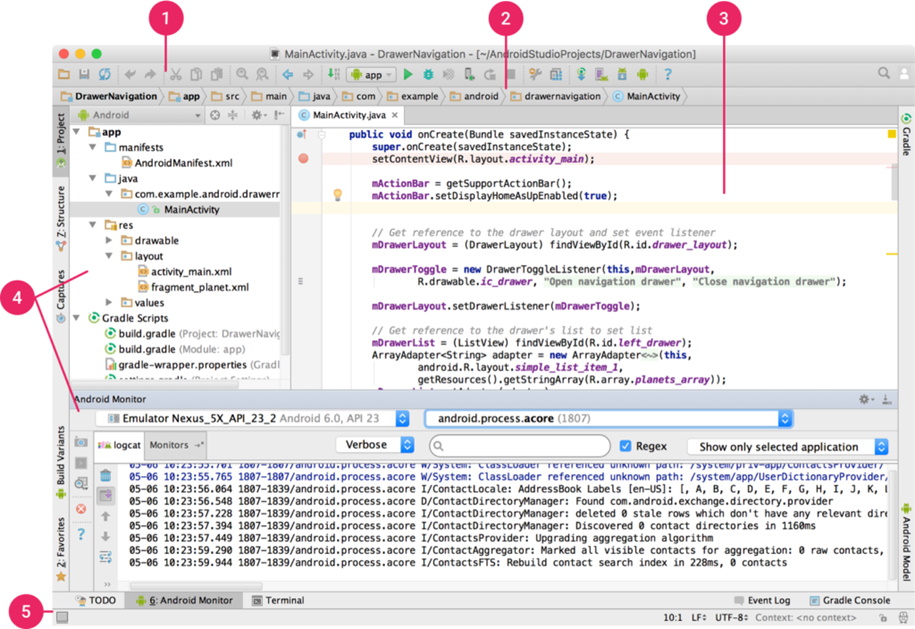 1
2
3
MainActivity.java - DrawerNavigation - [~/AndroidStudioProjects/DrawerNavigation]
app
DrawerNavigation app src main java com example android drawernavigation MainActivity
1: Project
Android
MainActivity.java
Gradle
app
manifests
AndroidManifest.xml
java
com.example.android.drawern
MainActivity
res
drawable
layout
activity_main.xml
fragment_planet.xml
values
Gradle Scripts
build.gradle (Project: DrawerNavig
build.gradle (Module: app)
gradle-wrapper.properties (Gradl
settings.gradle (Project Settings)
7: Structure
Captures
4
public void onCreate(Bundle savedInstanceState) {
super.onCreate(savedInstanceState);
setContentView(R.layout.activity_main);
mActionBar = getSupportActionBar();
mActionBar.setDisplayHomeAsUpEnabled(true);
// Get reference to the drawer layout and set event listener
mDrawerLayout = (DrawerLayout) findViewById(R.id.drawer_layout);
mDrawerToggle = new DrawerToggleListener(this,mDrawerLayout,
R.drawable.ic_drawer, "Open navigation drawer", "Close navigation drawer");
mDrawerLayout.setDrawerListener(mDrawerToggle);
// Get reference to the drawer's list to set list
mDrawerList = (ListView) findViewById(R.id.left_drawer);
ArrayAdapter<String> adapter = new ArrayAdapter<~>(this,
android.R.layout.simple_list_item_1,
getResources().getStringArray(R.array.planets_array));
Android Monitor
Emulator Nexus_5X_API_23_2 Android 6.0, API 23
android.process.acore (1807)
logcat Monitors
Verbose
Regex
Show only selected application
Build Variants
2: Favorites
Android Model
05-06 10:23:55.761 1807-1807/android.process.acore W/System: ClassLoader referenced unknown path: /system/priv-app/ContactsProvider/
05-06 10:23:55.765 1807-1807/android.process.acore W/System: ClassLoader referenced unknown path: /system/app/UserDictionaryProvider/
05-06 10:23:56.064 1807-1839/android.process.acore I/ContactLocale: AddressBook Labels [en-US]: [, A, B, C, D, E, F, G, H, I, J, K, L
05-06 10:23:56.548 1807-1839/android.process.acore D/ContactDirectoryManager: Found com.android.exchange.directory.provider
05-06 10:23:57.228 1807-1839/android.process.acore I/ContactDirectoryManager: deleted 0 stale rows which don't have any relevant dire
05-06 10:23:57.394 1807-1839/android.process.acore I/ContactDirectoryManager: Discovered 0 contact directories in 1160ms
05-06 10:23:57.449 1807-1839/android.process.acore I/ContactsProvider: Upgrading aggregation algorithm
05-06 10:23:59.290 1807-1839/android.process.acore I/ContactAggregator: Marked all visible contacts for aggregation: 0 raw contacts,
05-06 10:23:59.944 1807-1839/android.process.acore I/ContactsFTS: Rebuild contact search index in 228ms, 0 contacts
TODO 6: Android Monitor Terminal Event Log Gradle Console
5
10:1 LF÷ UTF-8÷ Context: <no context>